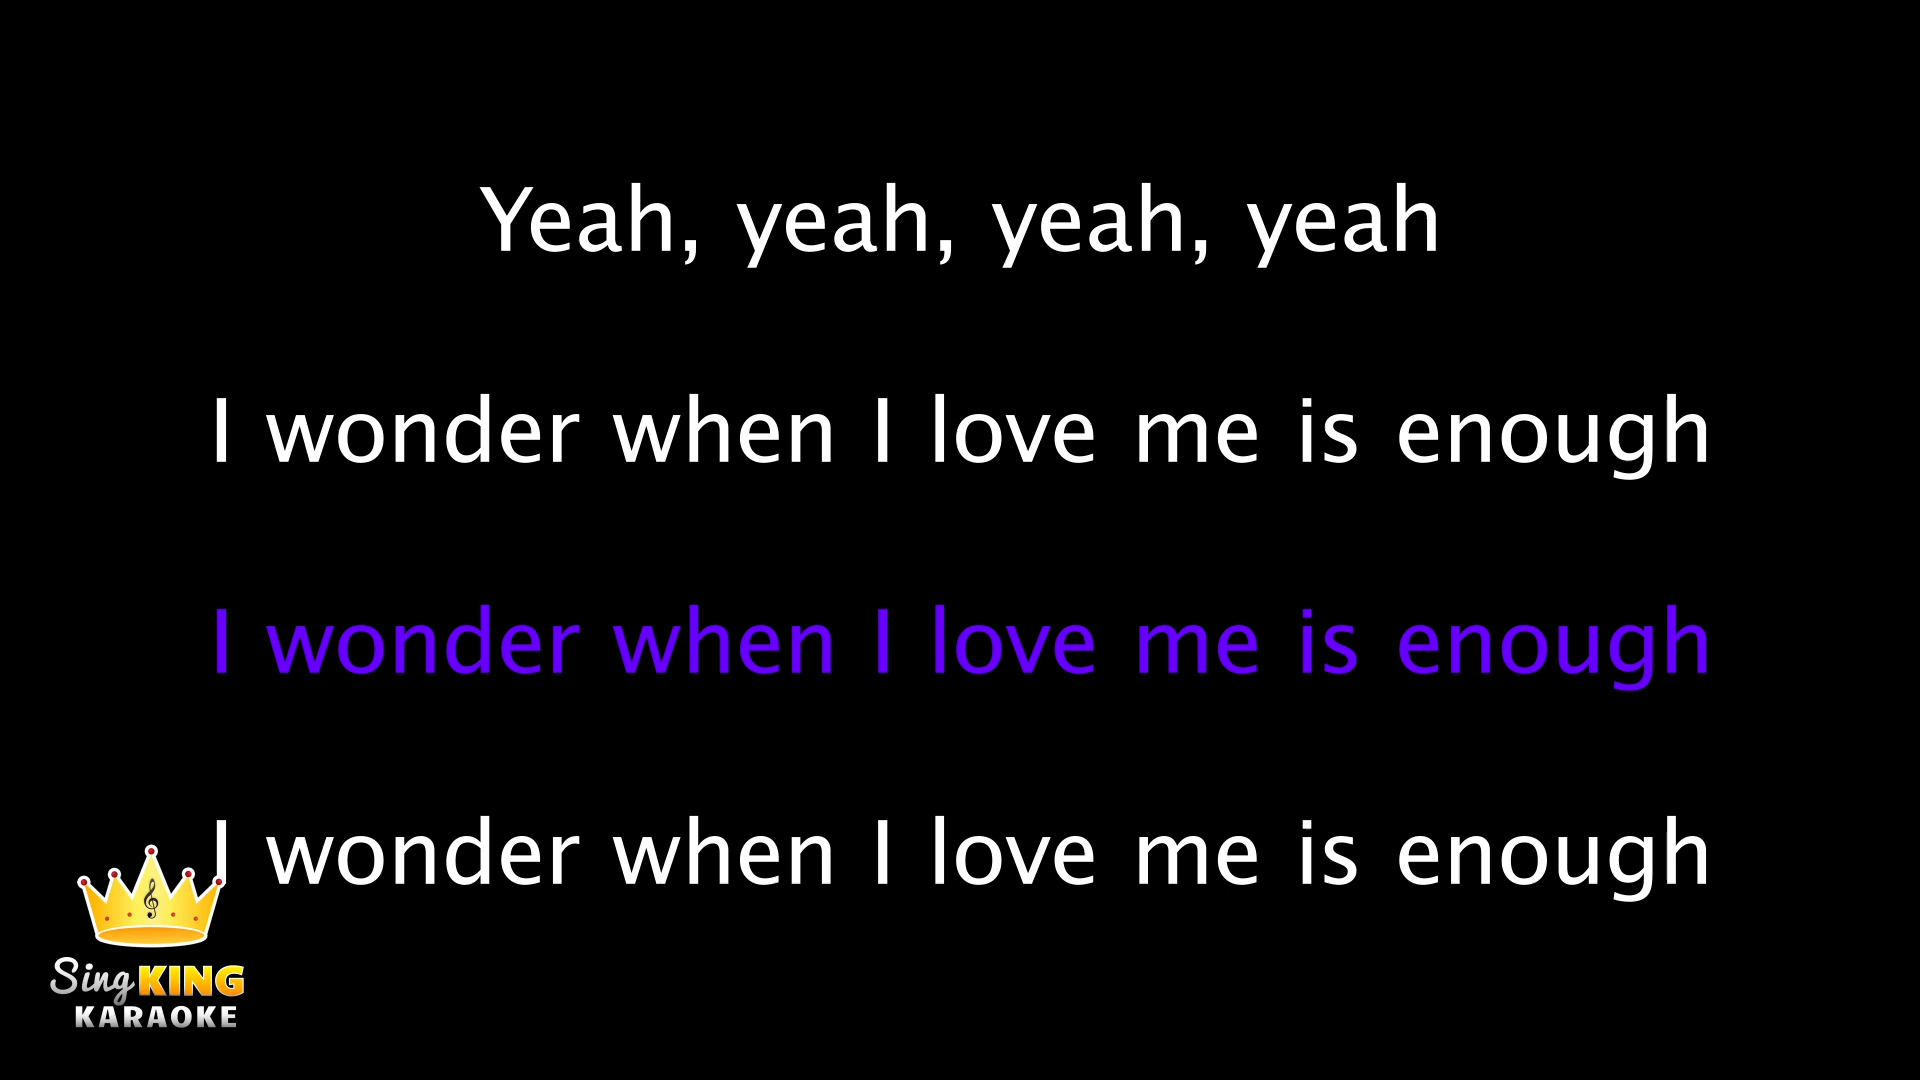 Yeah, yeah, yeah, yeah
I wonder when I love me is enough
I wonder when I love me is enough
I wonder when I love me is enough
Sing KING
KARAOKE